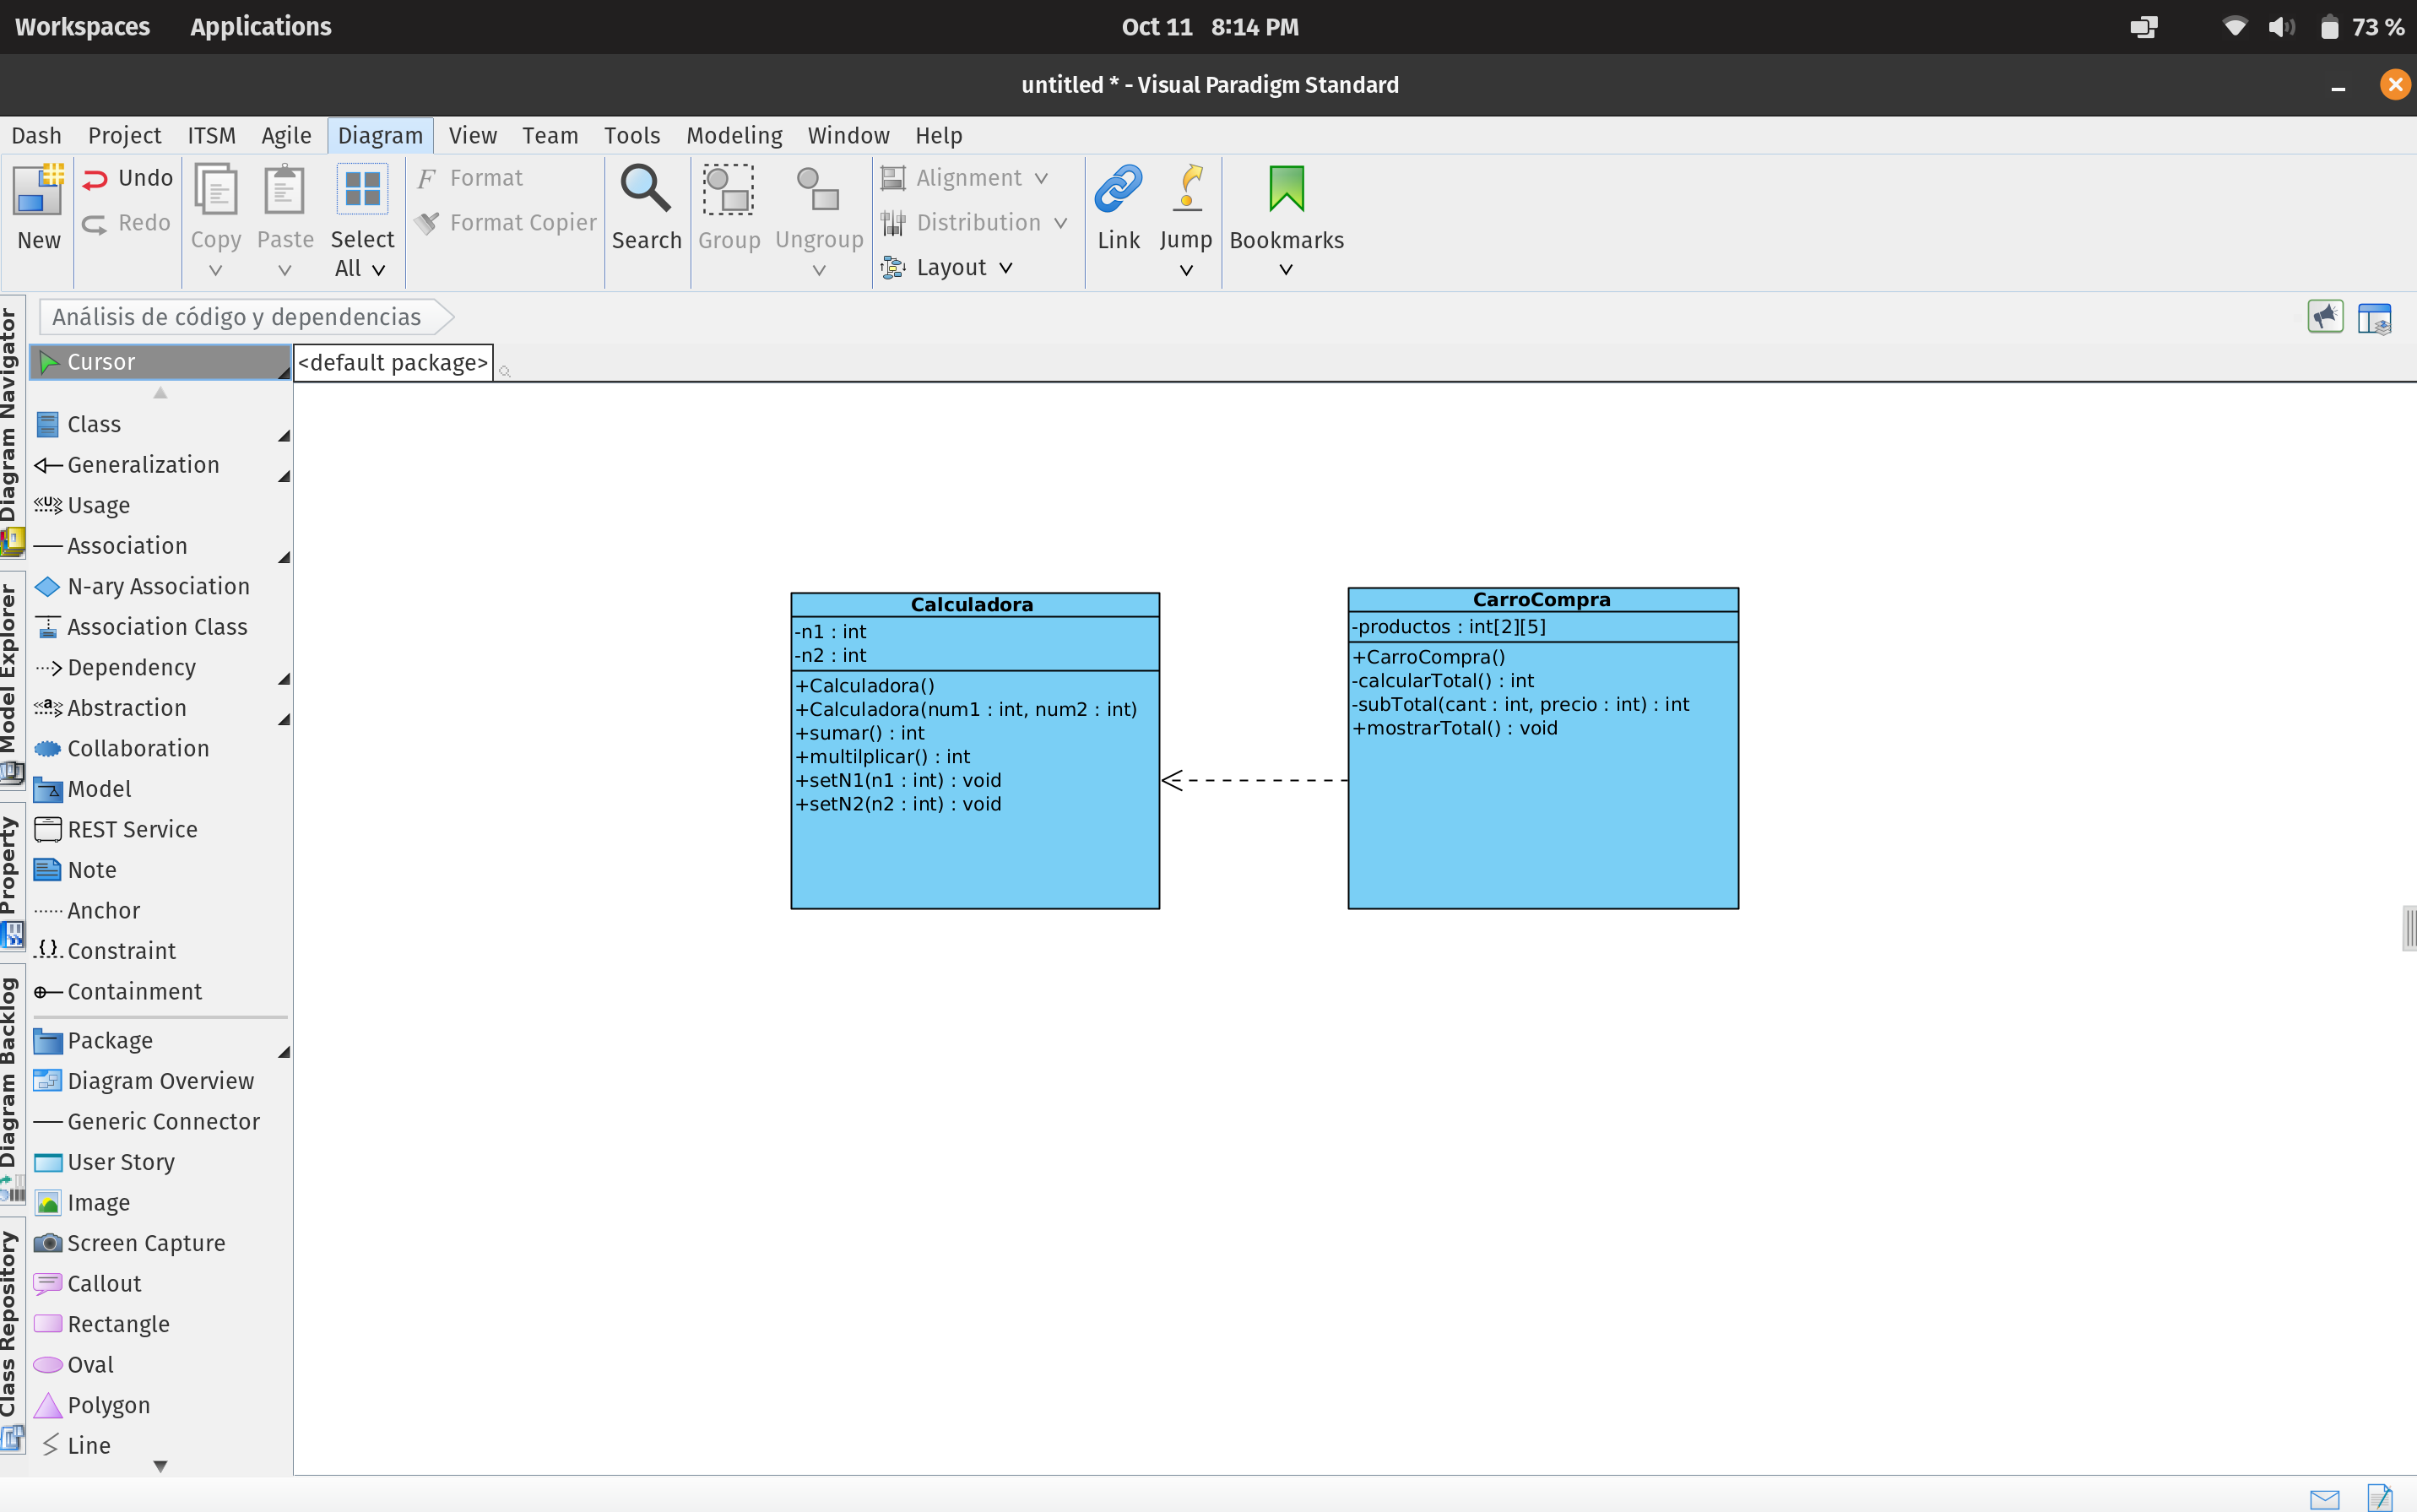 Workspaces Applications Oct 11 8:14 PM 73 %
untitled * - Visual Paradigm Standard
Dash Project ITSM Agile Diagram View Team Tools Modeling Window Help
New
Undo
Redo
Copy
Paste
Select
All
Format
Format Copier
Search
Group
Ungroup
Alignment
Distribution
Layout
Link
Jump
Bookmarks
Diagram Navigator
Model Explorer
Property
Diagram Backlog
Class Repository
Análisis de código y dependencias
Cursor
<default package>
Class
Generalization
«U» Usage
Association
N-ary Association
Association Class
Dependency
«a» Abstraction
Collaboration
Model
REST Service
Note
Anchor
{} Constraint
Containment
Package
Diagram Overview
Generic Connector
User Story
Image
Screen Capture
Callout
Rectangle
Oval
Polygon
Line
Calculadora
-n1 : int
-n2 : int
+Calculadora()
+Calculadora(num1 : int, num2 : int)
+sumar() : int
+multilplicar() : int
+setN1(n1 : int) : void
+setN2(n2 : int) : void
CarroCompra
-productos : int[2][5]
+CarroCompra()
-calcularTotal() : int
-subTotal(cant : int, precio : int) : int
+mostrarTotal() : void